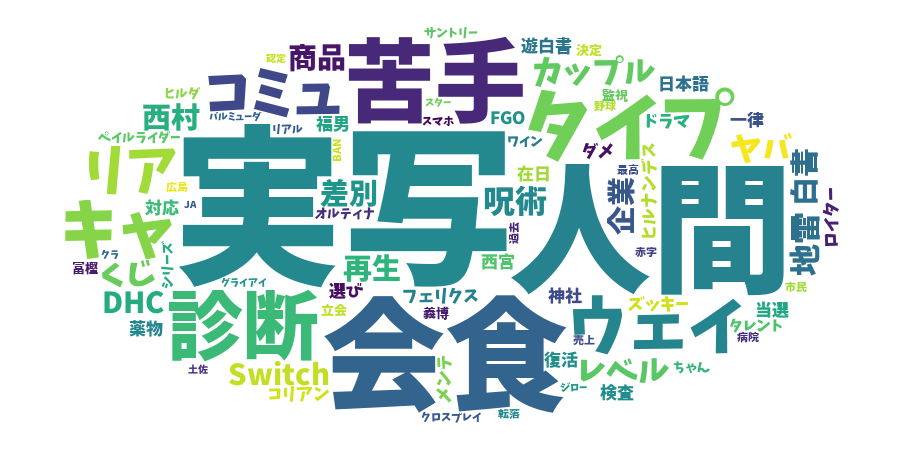 サントリー
遊白書
決定
認定
商品
苦手
カップル
コミュ
監視
日本語
ヒルダ
スター
野球
西村
バルミューダ
リアル
福男
スマホ
FGO
タイプ
ドラマ
一律
ペイルライダー
BAN
ワイン
ダメ
ヤバ
リア
実写
人間
最高
ヒルナンデス
白書
広島
差別
在日
企業
キャ
対応
JA
オルティナ
呪術
過去
ロイター
地雷
冨樫
クラ
シリーズ
再生
西宮
赤字
くじ
グライアイ
選び
フェリクス
神社
市民
DHC
診断
立会
義博
会食
ウェイ
ズッキー
当選
薬物
タレント
売上
病院
土佐
Switch
メンテ
復活
レベル
ちゃん
コリアン
ジロー
検査
クロスプレイ
転落